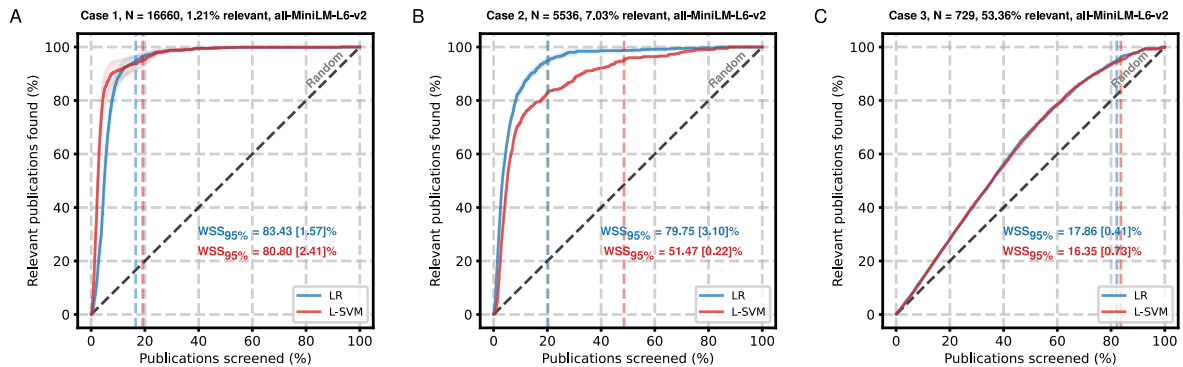 A
Case 1, N = 16660, 1.21% relevant, all-MiniLM-L6-v2
Relevant publications found (%)
100
80
60
40
20
0
Random
WSS95% = 83.43 [1.57]%
WSS95% = 80.80 [2.41]%
LR
L-SVM
0 20 40 60 80 100
Publications screened (%)
B
Case 2, N = 5536, 7.03% relevant, all-MiniLM-L6-v2
Relevant publications found (%)
100
80
60
40
20
0
Random
WSS95% = 79.75 [3.10]%
WSS95% = 51.47 [0.22]%
LR
L-SVM
0 20 40 60 80 100
Publications screened (%)
C
Case 3, N = 729, 53.36% relevant, all-MiniLM-L6-v2
Relevant publications found (%)
100
80
60
40
20
0
Random
WSS95% = 17.86 [0.41]%
WSS95% = 16.35 [0.73]%
LR
L-SVM
0 20 40 60 80 100
Publications screened (%)